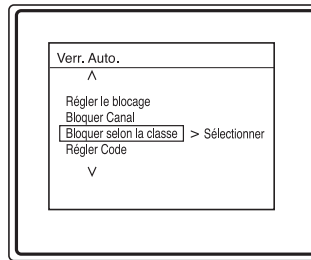 Verr. Auto.
Régler le blocage
Bloquer Canal
Bloquer selon la classe > Sélectionner
Régler Code